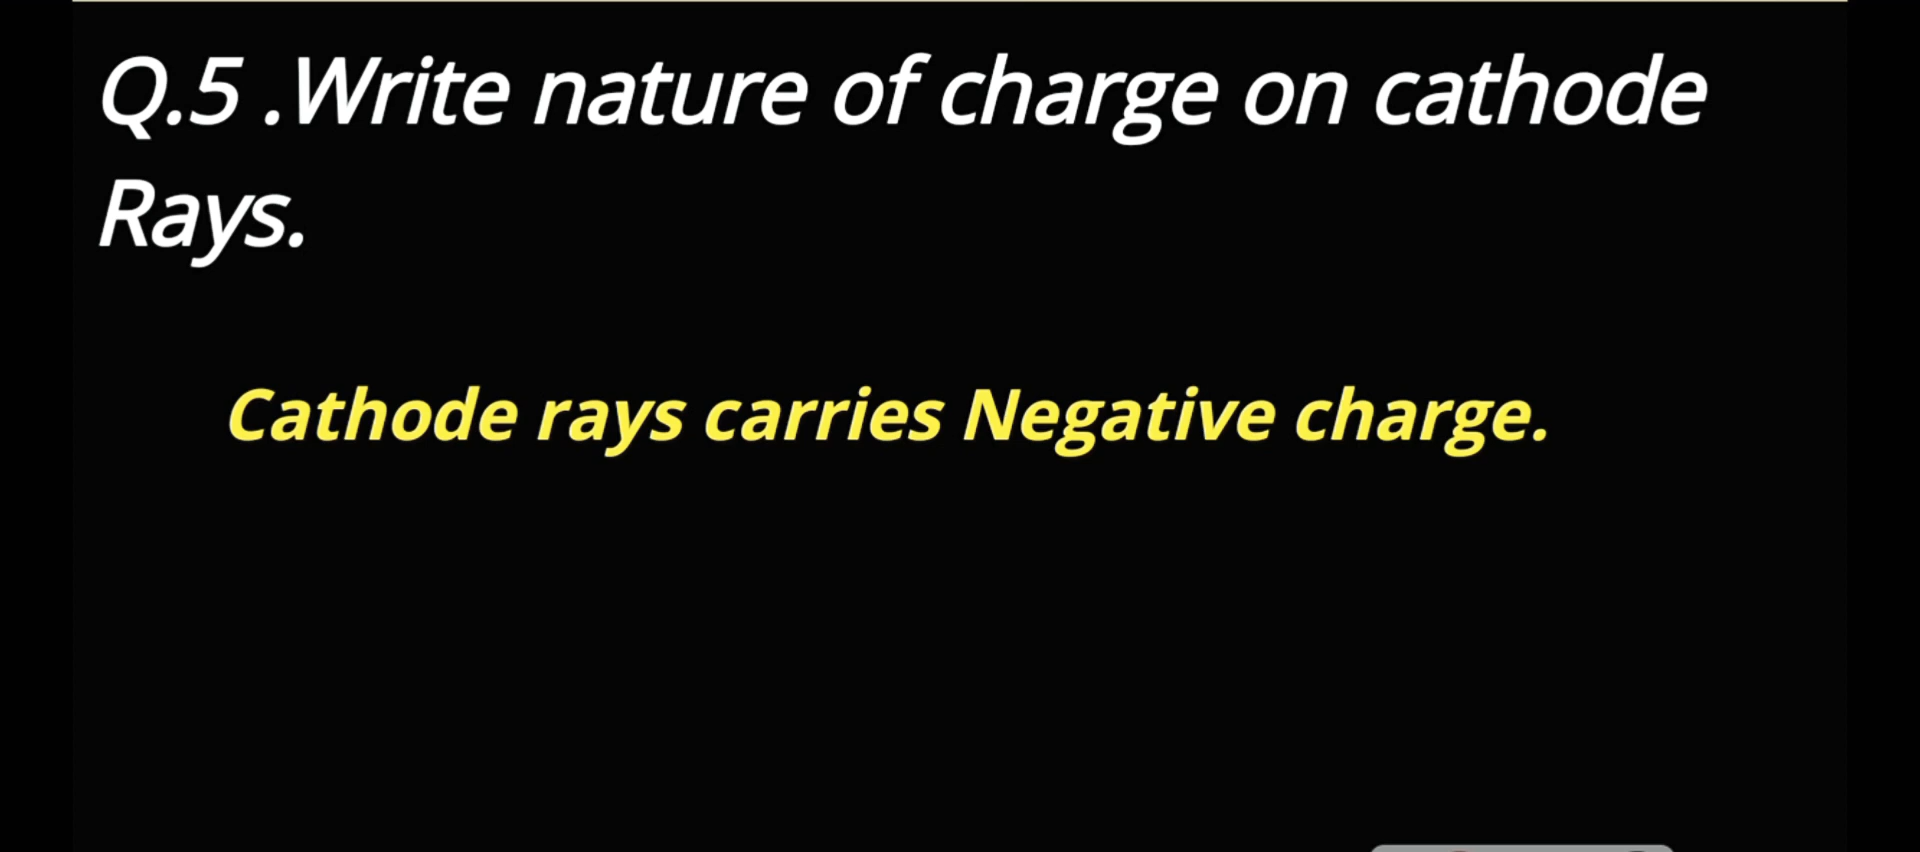 Q.5 .Write nature of charge on cathode
Rays.
Cathode rays carries Negative charge.